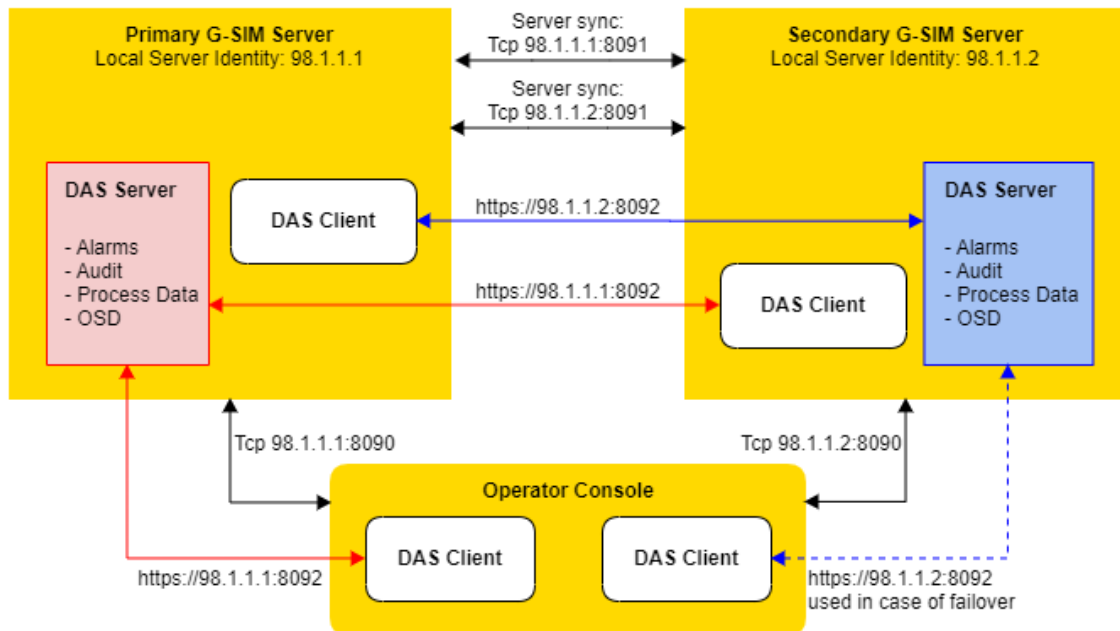 Primary G-SIM Server
Local Server Identity: 98.1.1.1
Server sync:
Tcp 98.1.1.1:8091
Server sync:
Tcp 98.1.1.2:8091
Secondary G-SIM Server
Local Server Identity: 98.1.1.2
DAS Server
- Alarms
- Audit
- Process Data
- OSD
DAS Client
https://98.1.1.2:8092
https://98.1.1.1:8092
DAS Client
DAS Server
- Alarms
- Audit
- Process Data
- OSD
Tcp 98.1.1.1:8090
Tcp 98.1.1.2:8090
Operator Console
DAS Client
DAS Client
https://98.1.1.1:8092
https://98.1.1.2:8092
used in case of failover